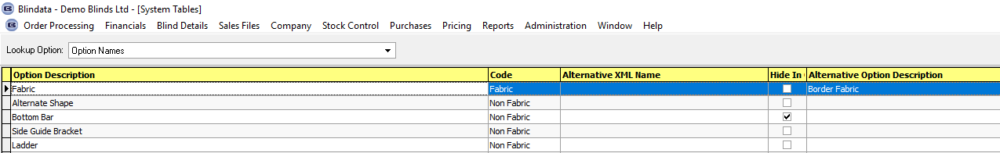 Blindata - Demo Blinds Ltd - [System Tables]
Order Processing Financials Blind Details Sales Files Company Stock Control Purchases Pricing Reports Administration Window Help
Lookup Option: Option Names
Option Description Code Alternative XML Name Hide In Alternative Option Description
Fabric Fabric Border Fabric
Alternate Shape Non Fabric
Bottom Bar Non Fabric
Side Guide Bracket Non Fabric
Ladder Non Fabric